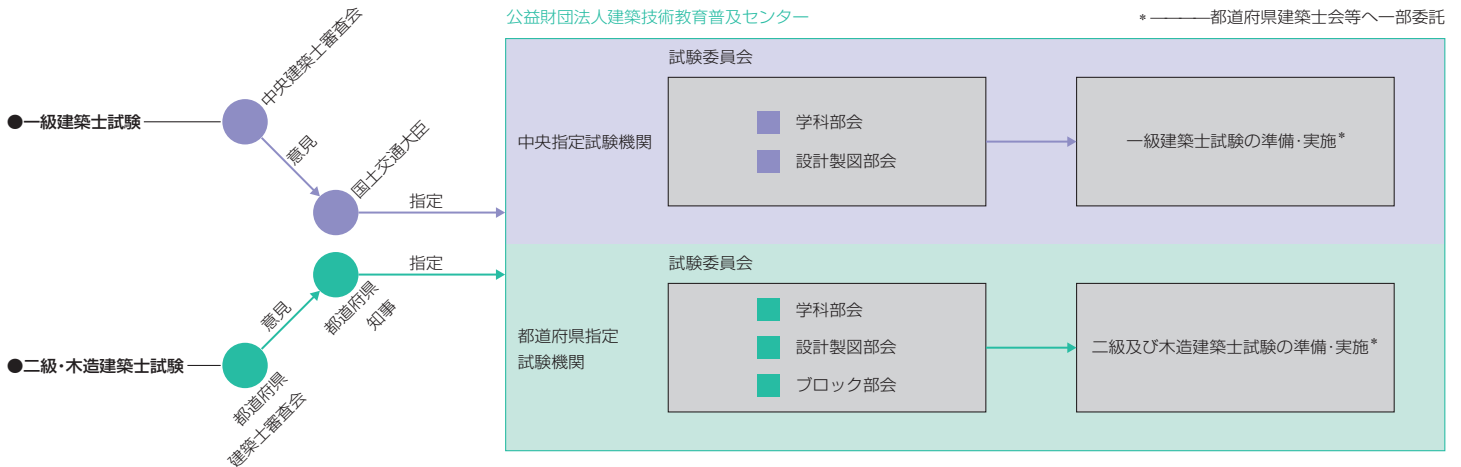 公益財団法人建築技術教育普及センター
*————都道府県建築士会等へ一部委託
●一級建築士試験
中央建築士審査会
意見
国土交通大臣
指定
中央指定試験機関
試験委員会
学科部会
設計製図部会
一級建築士試験の準備・実施*
●二級・木造建築士試験
都道府県
建築士審査会
意見
都道府県
知事
指定
都道府県指定
試験機関
試験委員会
学科部会
設計製図部会
ブロック部会
二級及び木造建築士試験の準備・実施*